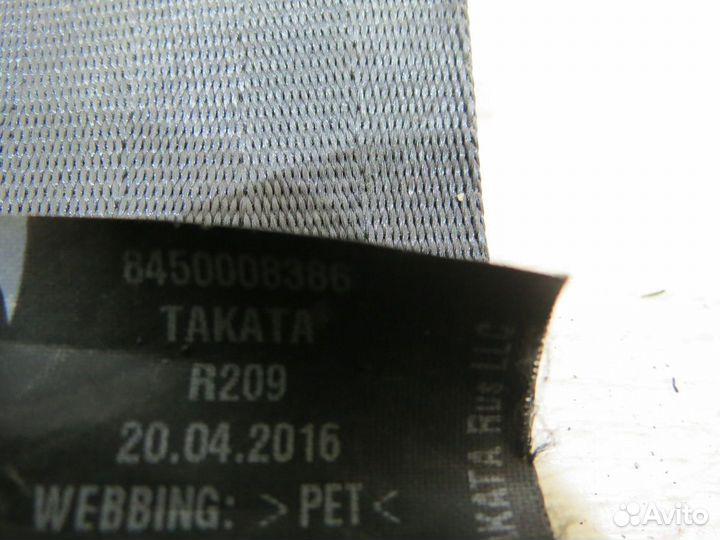 8450008386
TAKATA
R209
20.04.2016
WEBBING: >PET<
TAKATA Rus LLC
Avito